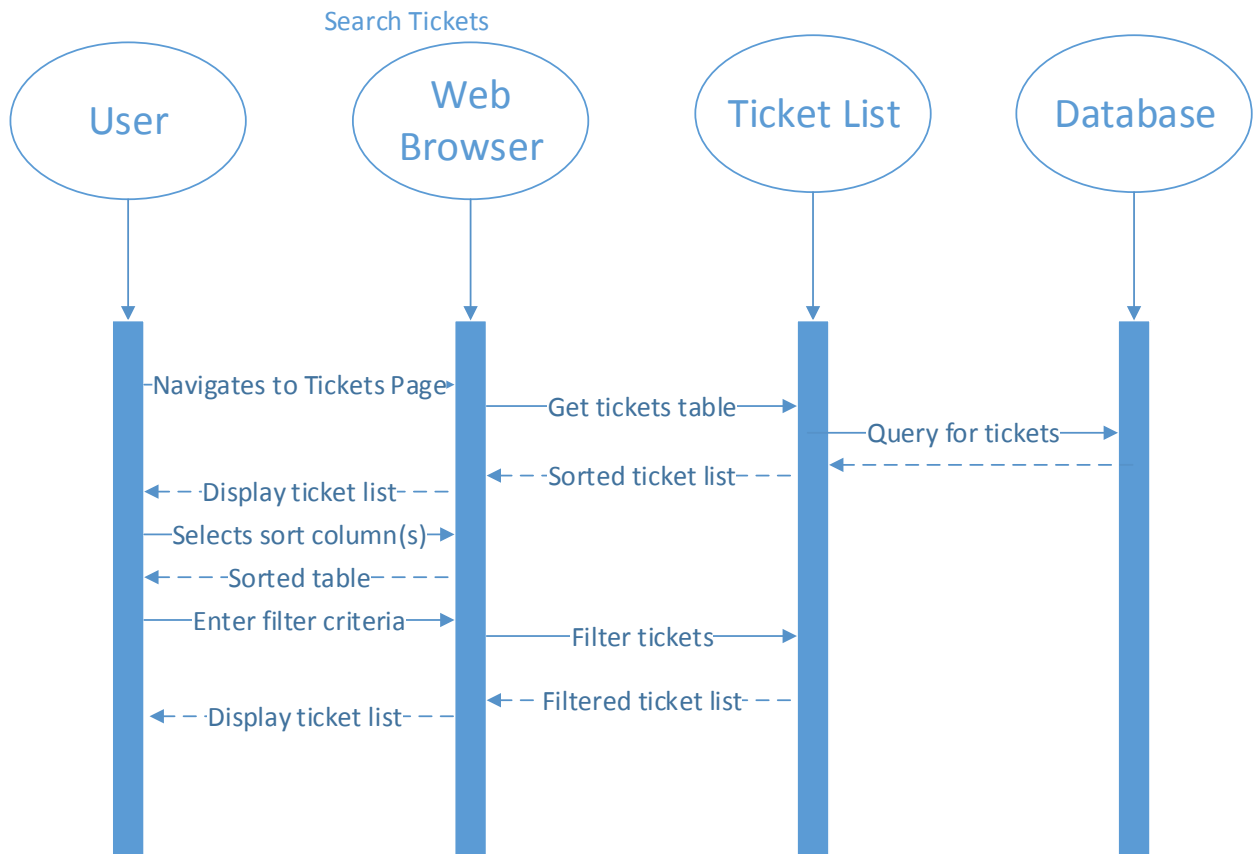 Search Tickets
User
Web
Browser
Ticket List
Database
Navigates to Tickets Page
Get tickets table
Query for tickets
Sorted ticket list
Display ticket list
Selects sort column(s)
Sorted table
Enter filter criteria
Filter tickets
Filtered ticket list
Display ticket list